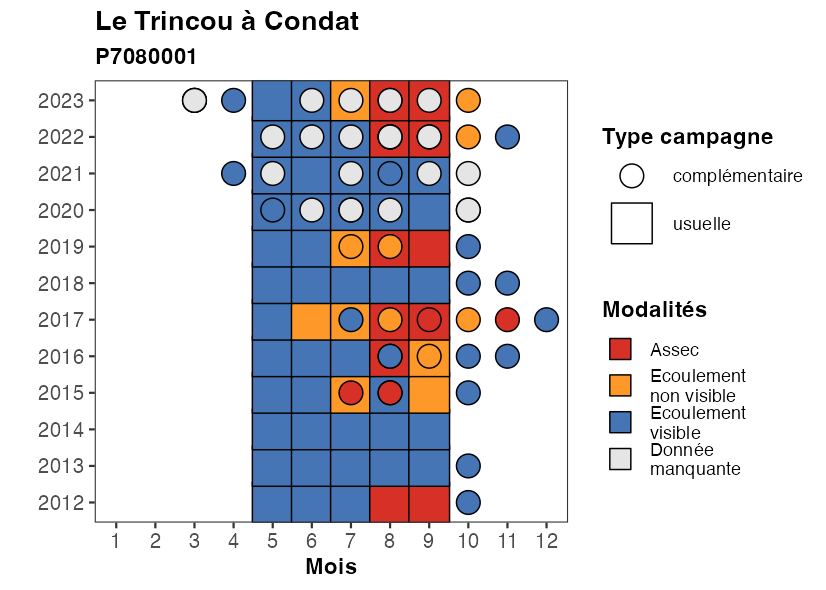 Le Trincou à Condat
P7080001
2023
2022
2021
2020
2019
2018
2017
2016
2015
2014
2013
2012
1 2 3 4 5 6 7 8 9 10 11 12
Mois
Type campagne
complémentaire
usuelle
Modalités
Assec
Ecoulement
non visible
Ecoulement
visible
Donnée
manquante